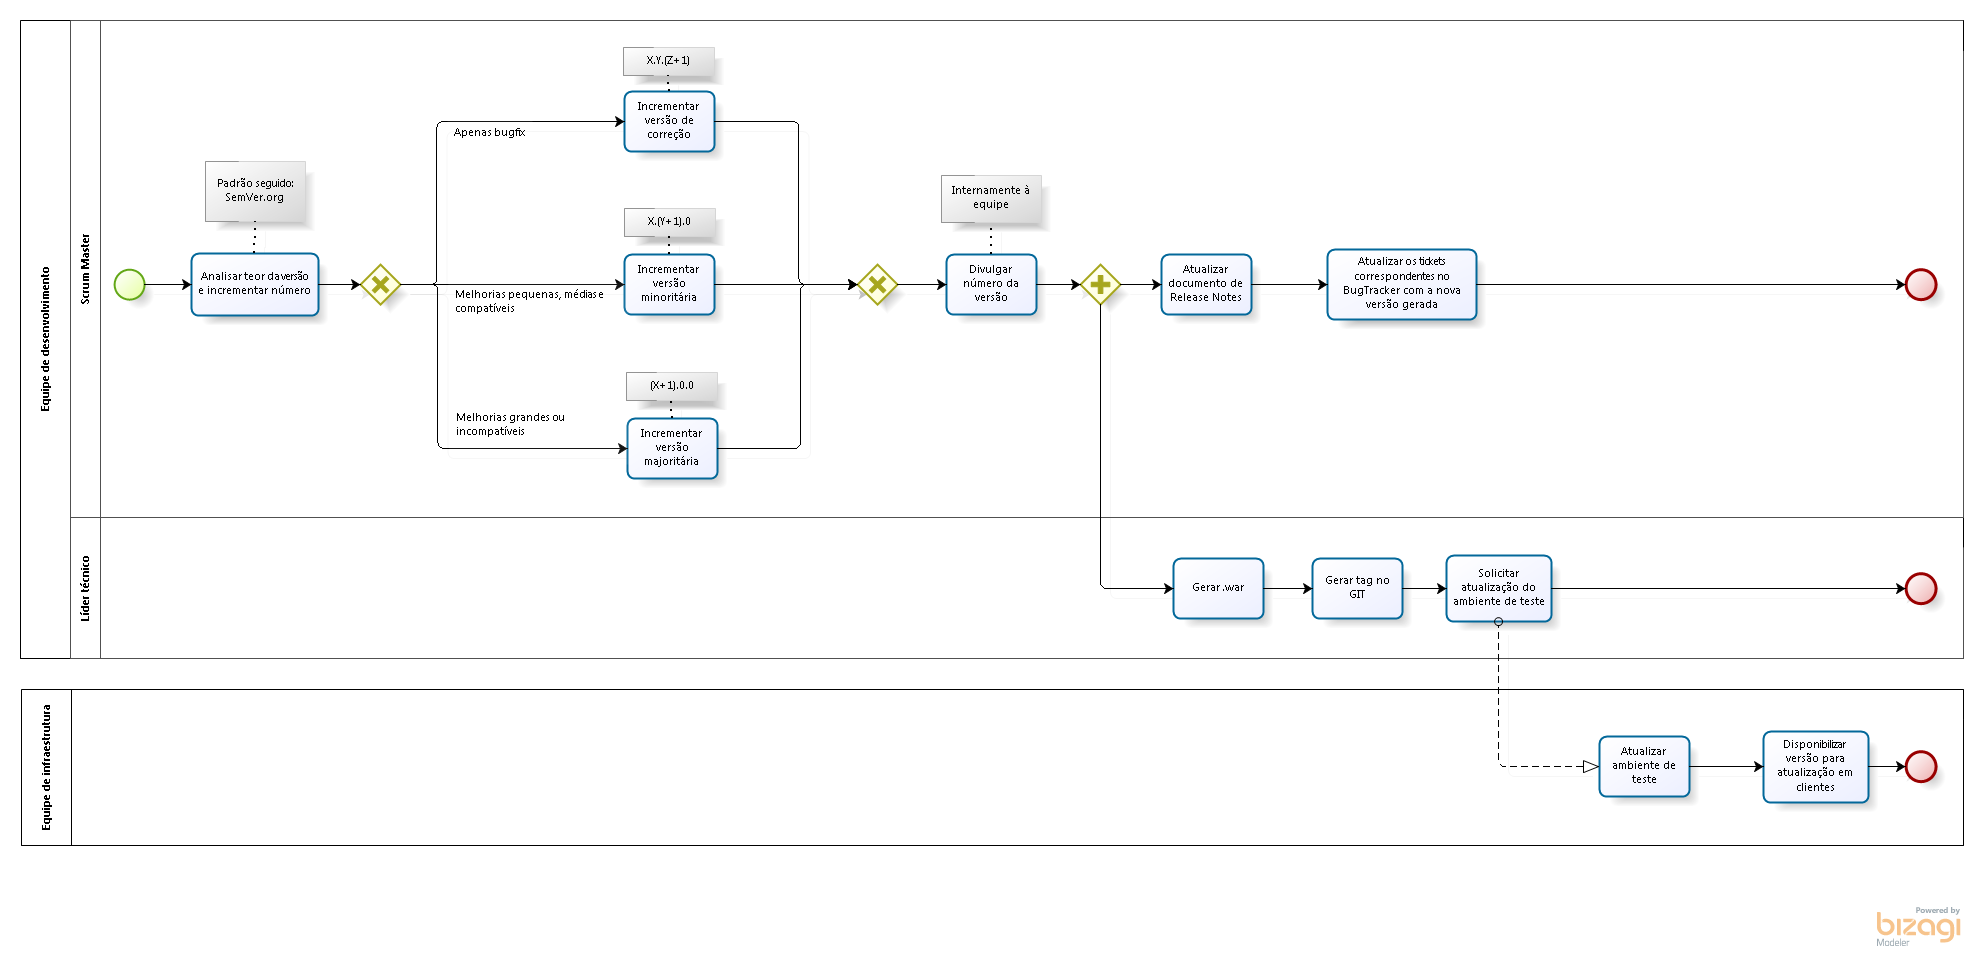 Equipe de desenvolvimento
Scrum Master
Padrão seguido:
SemVer.org
Analisar teor da versão
e incrementar número
Apenas bugfix
X.Y.(Z+1)
Incrementar
versão de
correção
Melhorias pequenas, médias e
compatíveis
X.(Y+1).0
Incrementar
versão
minoritária
Melhorias grandes ou
incompatíveis
(X+1).0.0
Incrementar
versão
majoritária
Internamente à
equipe
Divulgar
número da
versão
Atualizar
documento de
Release Notes
Atualizar os tickets
correspondentes no
BugTracker com a nova
versão gerada
Líder técnico
Gerar .war
Gerar tag no
GIT
Solicitar
atualização do
ambiente de teste
Equipe de infraestrutura
Atualizar
ambiente de
teste
Disponibilizar
versão para
atualização em
clientes
Powered by
bizagi
Modeler